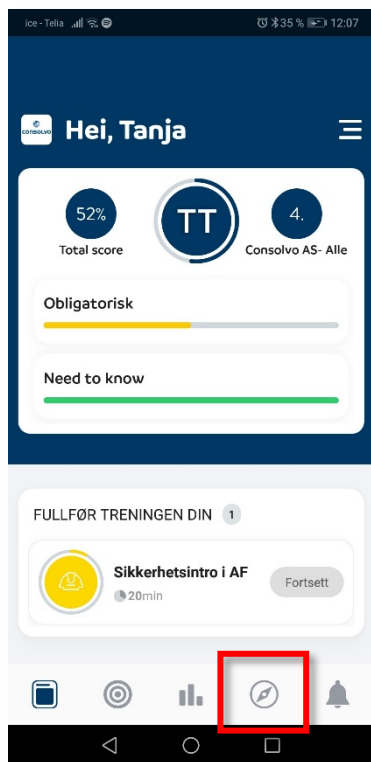 ice - Telia
35 % 12:07
consolvo
Hei, Tanja
52%
TT
4.
Total score
Consolvo AS- Alle
Obligatorisk
Need to know
FULLFØR TRENINGEN DIN 1
Sikkerhetsintro i AF
20min
Fortsett